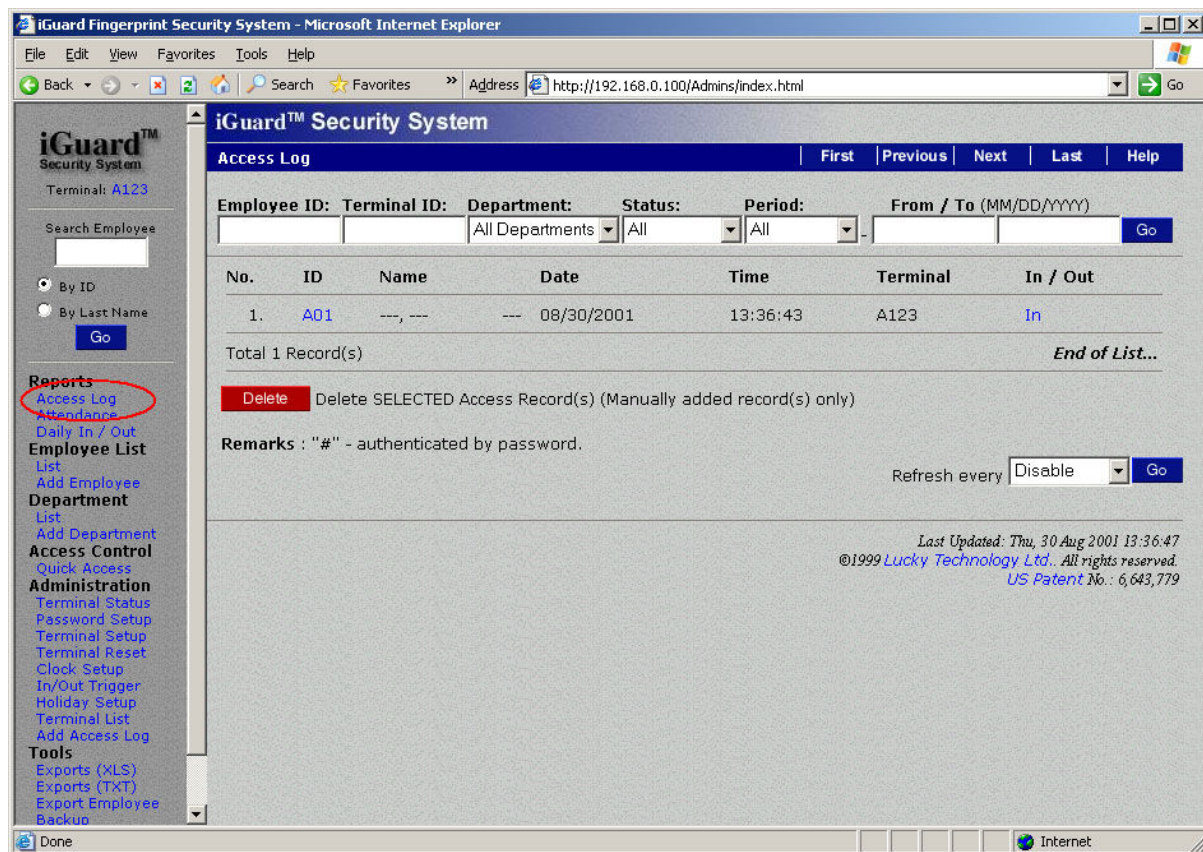 iGuard Fingerprint Security System - Microsoft Internet Explorer
File Edit View Favorites Tools Help
Back Search Favorites » Address http://192.168.0.100/Admins/index.html Go
iGuard™
Security System
Terminal: A123
Search Employee
By ID
By Last Name
Go
Reports
Access Log
Attendance
Daily In / Out
Employee List
List
Add Employee
Department
List
Add Department
Access Control
Quick Access
Administration
Terminal Status
Password Setup
Terminal Setup
Terminal Reset
Clock Setup
In/Out Trigger
Holiday Setup
Terminal List
Add Access Log
Tools
Exports (XLS)
Exports (TXT)
Export Employee
Backup
iGuard™ Security System
Access Log | First | Previous | Next | Last | Help
Employee ID: Terminal ID: Department: Status: Period: From / To (MM/DD/YYYY)
All Departments All All - Go
No. ID Name Date Time Terminal In / Out
1. A01 ---, --- --- 08/30/2001 13:36:43 A123 In
Total 1 Record(s) End of List...
Delete Delete SELECTED Access Record(s) (Manually added record(s) only)
Remarks : "#" - authenticated by password.
Refresh every Disable Go
Last Updated: Thu, 30 Aug 2001 13:36:47
©1999 Lucky Technology Ltd.. All rights reserved.
US Patent No.: 6,643,779
Done Internet